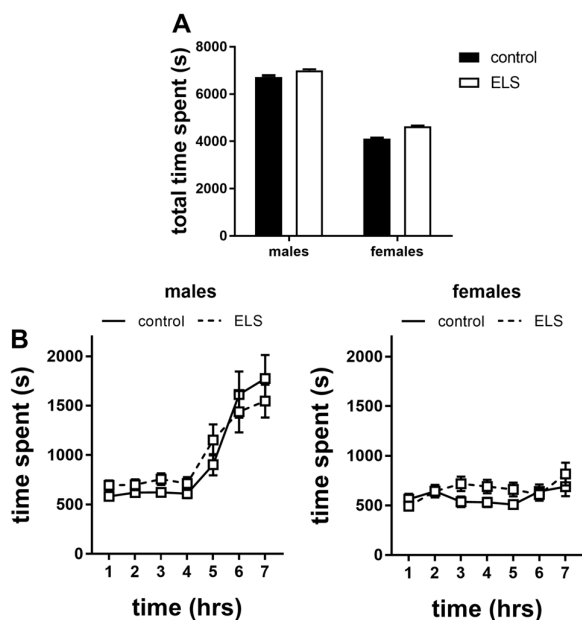 A
total time spent (s)
8000
6000
4000
2000
0
males
females
control
ELS
B
males
control
ELS
time spent (s)
2000
1500
1000
500
0
1 2 3 4 5 6 7
time (hrs)
females
control
ELS
time spent (s)
2000
1500
1000
500
0
1 2 3 4 5 6 7
time (hrs)